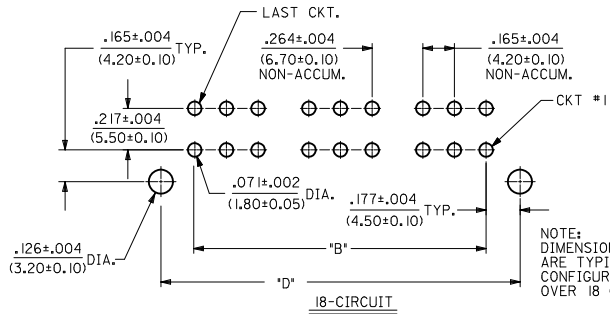 LAST CKT.
.165±.004
(4.20±0.10)
TYP.
.264±.004
(6.70±0.10)
NON-ACCUM.
.165±.004
(4.20±0.10)
NON-ACCUM.
CKT #1
.217±.004
(5.50±0.10)
.071±.002
(1.80±0.05)
DIA.
.177±.004
(4.50±0.10)
TYP.
.126±.004
(3.20±0.10)
DIA.
"B"
"D"
18-CIRCUIT
NOTE:
DIMENSION
ARE TYPI
CONFIGUR
OVER 18